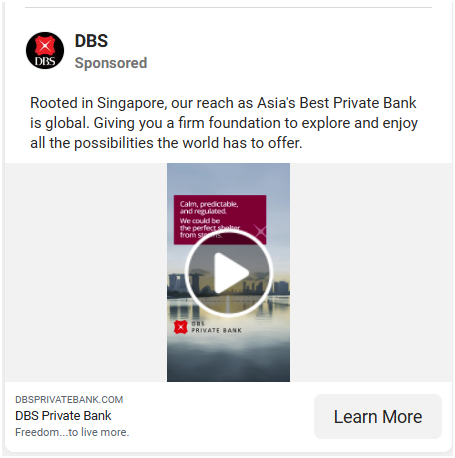 DBS
DBS
Sponsored
Rooted in Singapore, our reach as Asia's Best Private Bank
is global. Giving you a firm foundation to explore and enjoy
all the possibilities the world has to offer.
Calm, predictable,
and regulated.
We could be
the perfect shelter
from storms.
DBS
PRIVATE BANK
DBSPRIVATEBANK.COM
DBS Private Bank
Freedom...to live more.
Learn More